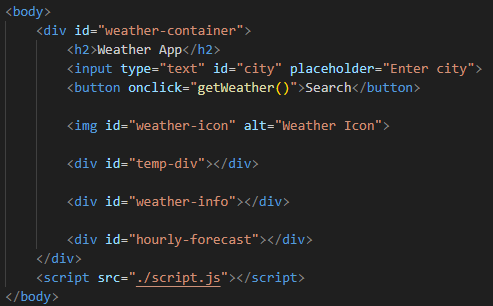 <body>
    <div id="weather-container">
        <h2>Weather App</h2>
        <input type="text" id="city" placeholder="Enter city">
        <button onclick="getWeather()">Search</button>

        <img id="weather-icon" alt="Weather Icon">

        <div id="temp-div"></div>

        <div id="weather-info"></div>

        <div id="hourly-forecast"></div>
    </div>
    <script src="./script.js"></script>
</body>